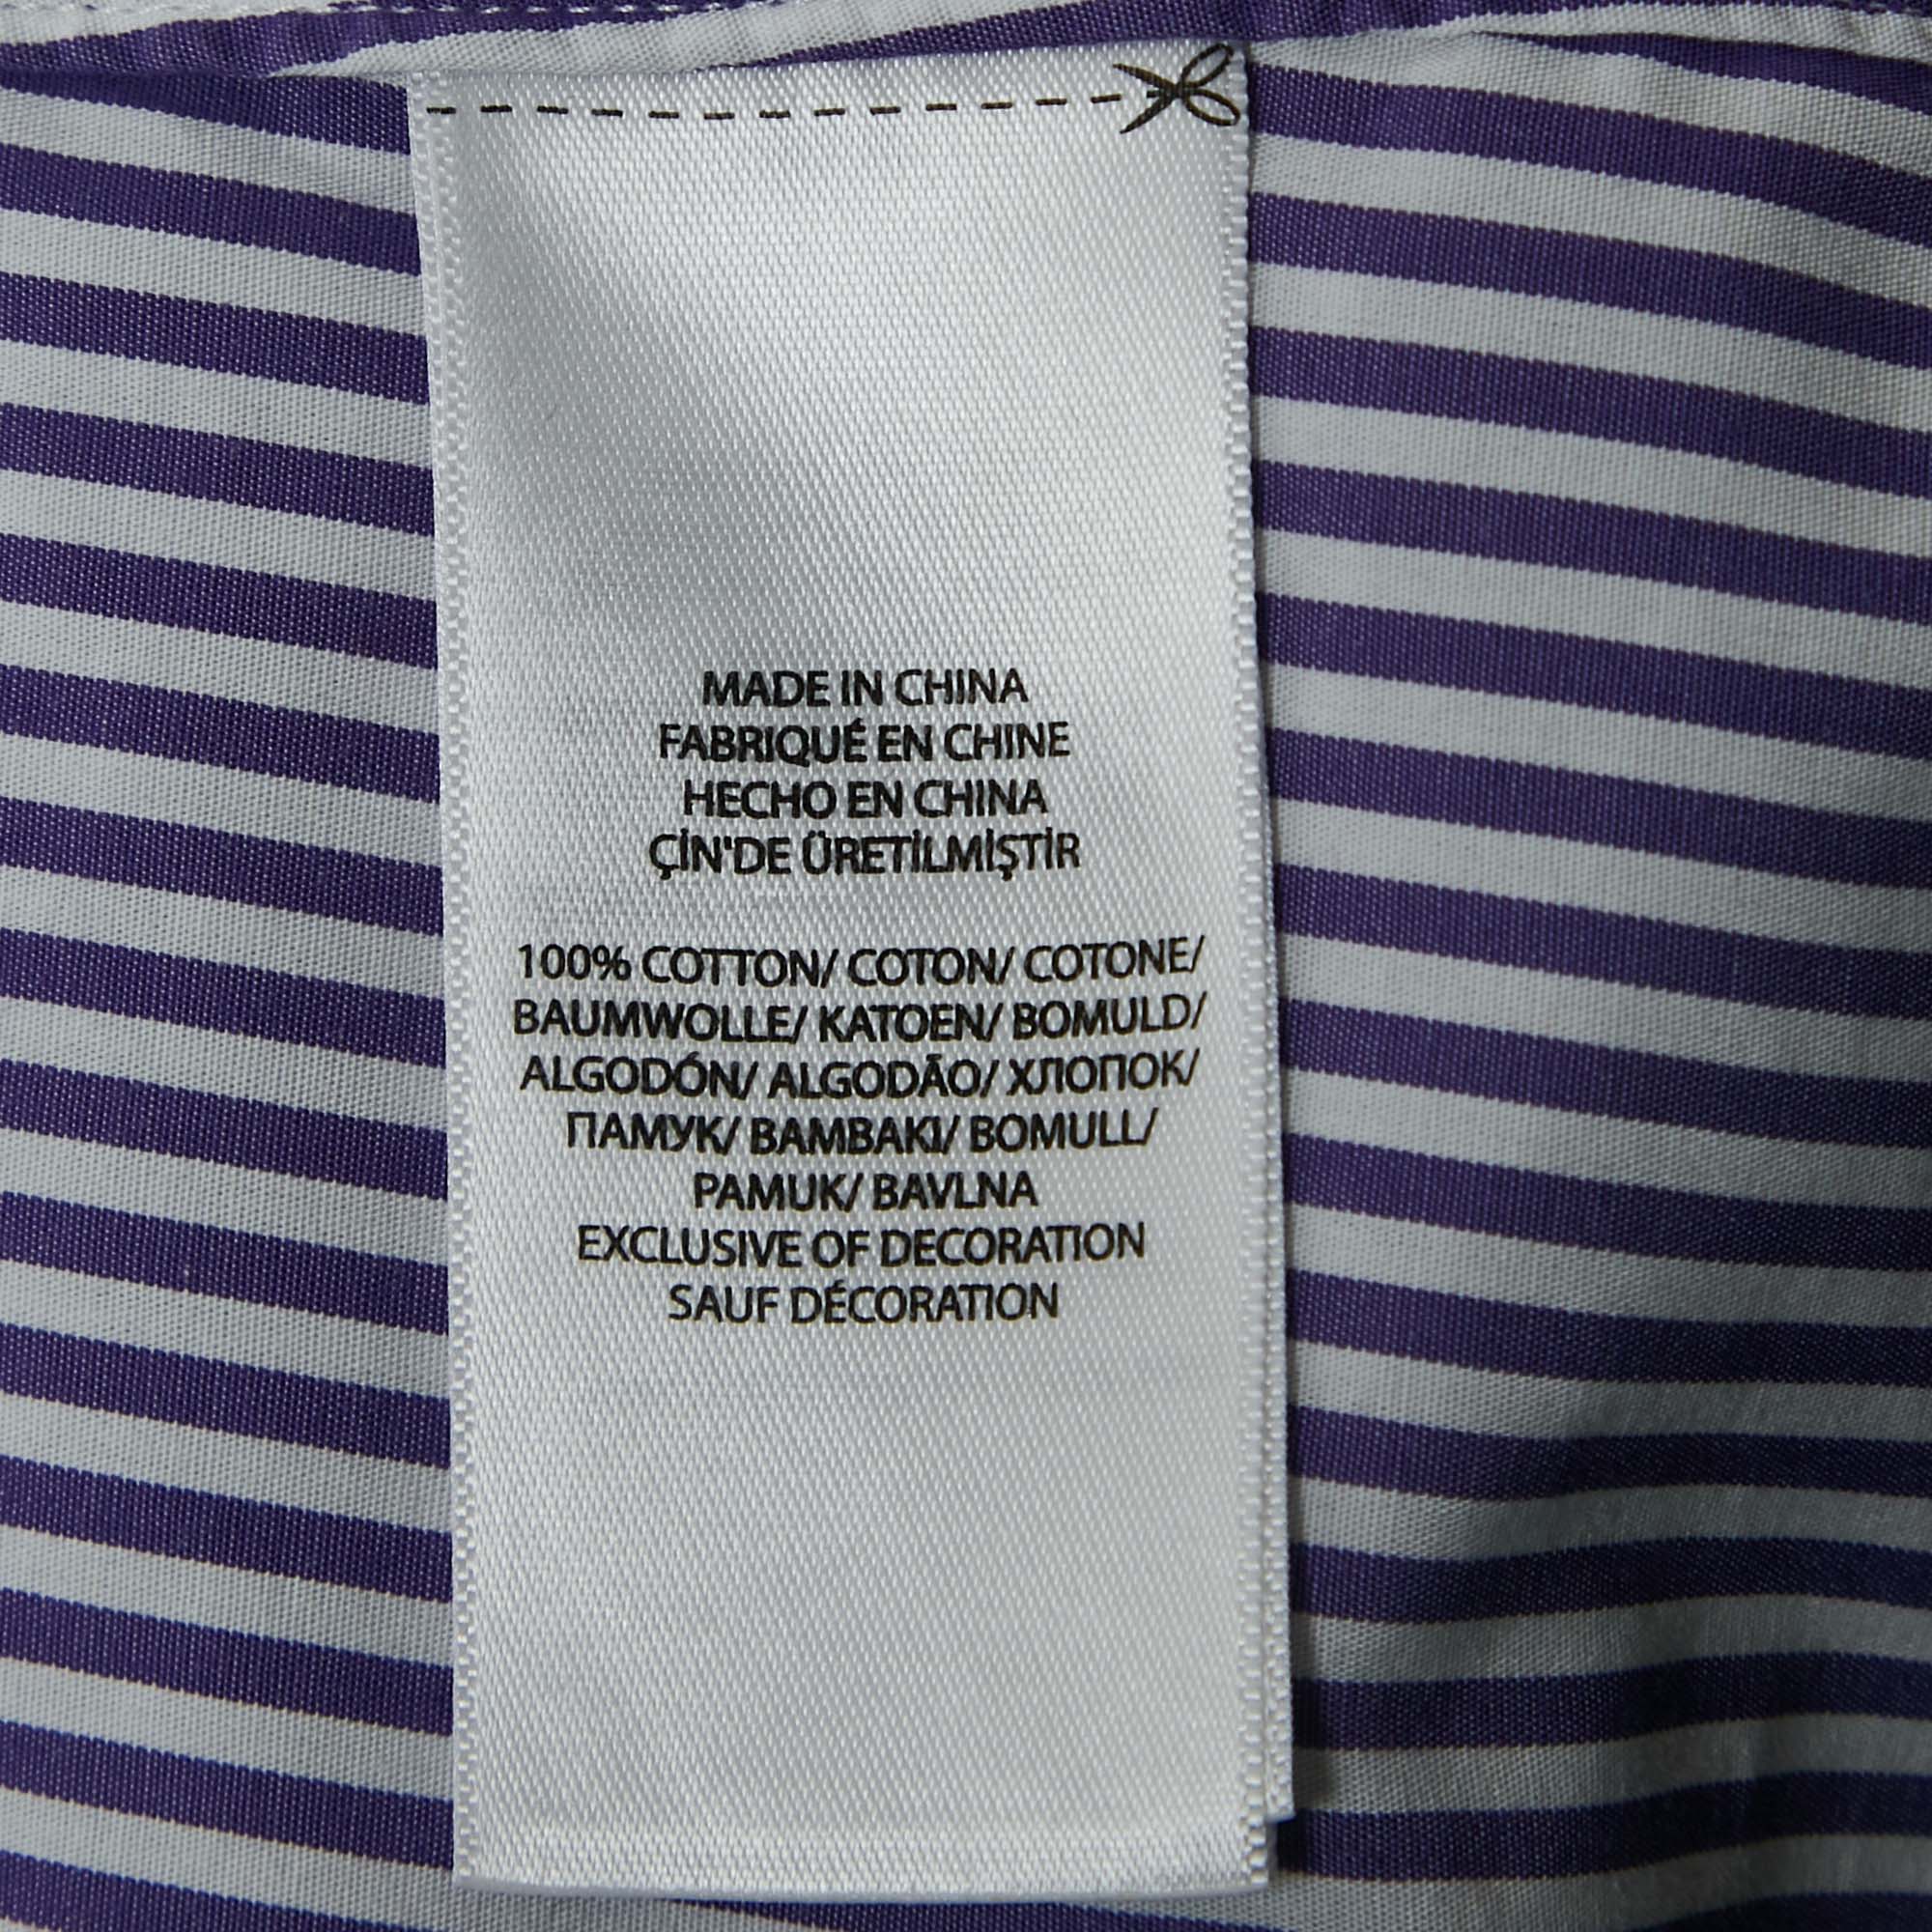 MADE IN CHINA
FABRIQUÉ EN CHINE
HECHO EN CHINA
ÇİN'DE ÜRETİLMİŞTİR
100% COTTON/ COTON/ COTONE/
BAUMWOLLE/ KATOEN/ BOMULD/
ALGODÓN/ ALGODÃO/ ХЛОПОК/
ПАМУК/ BAMBAKI/ BOMULL/
PAMUK/ BAVLNA
EXCLUSIVE OF DECORATION
SAUF DÉCORATION